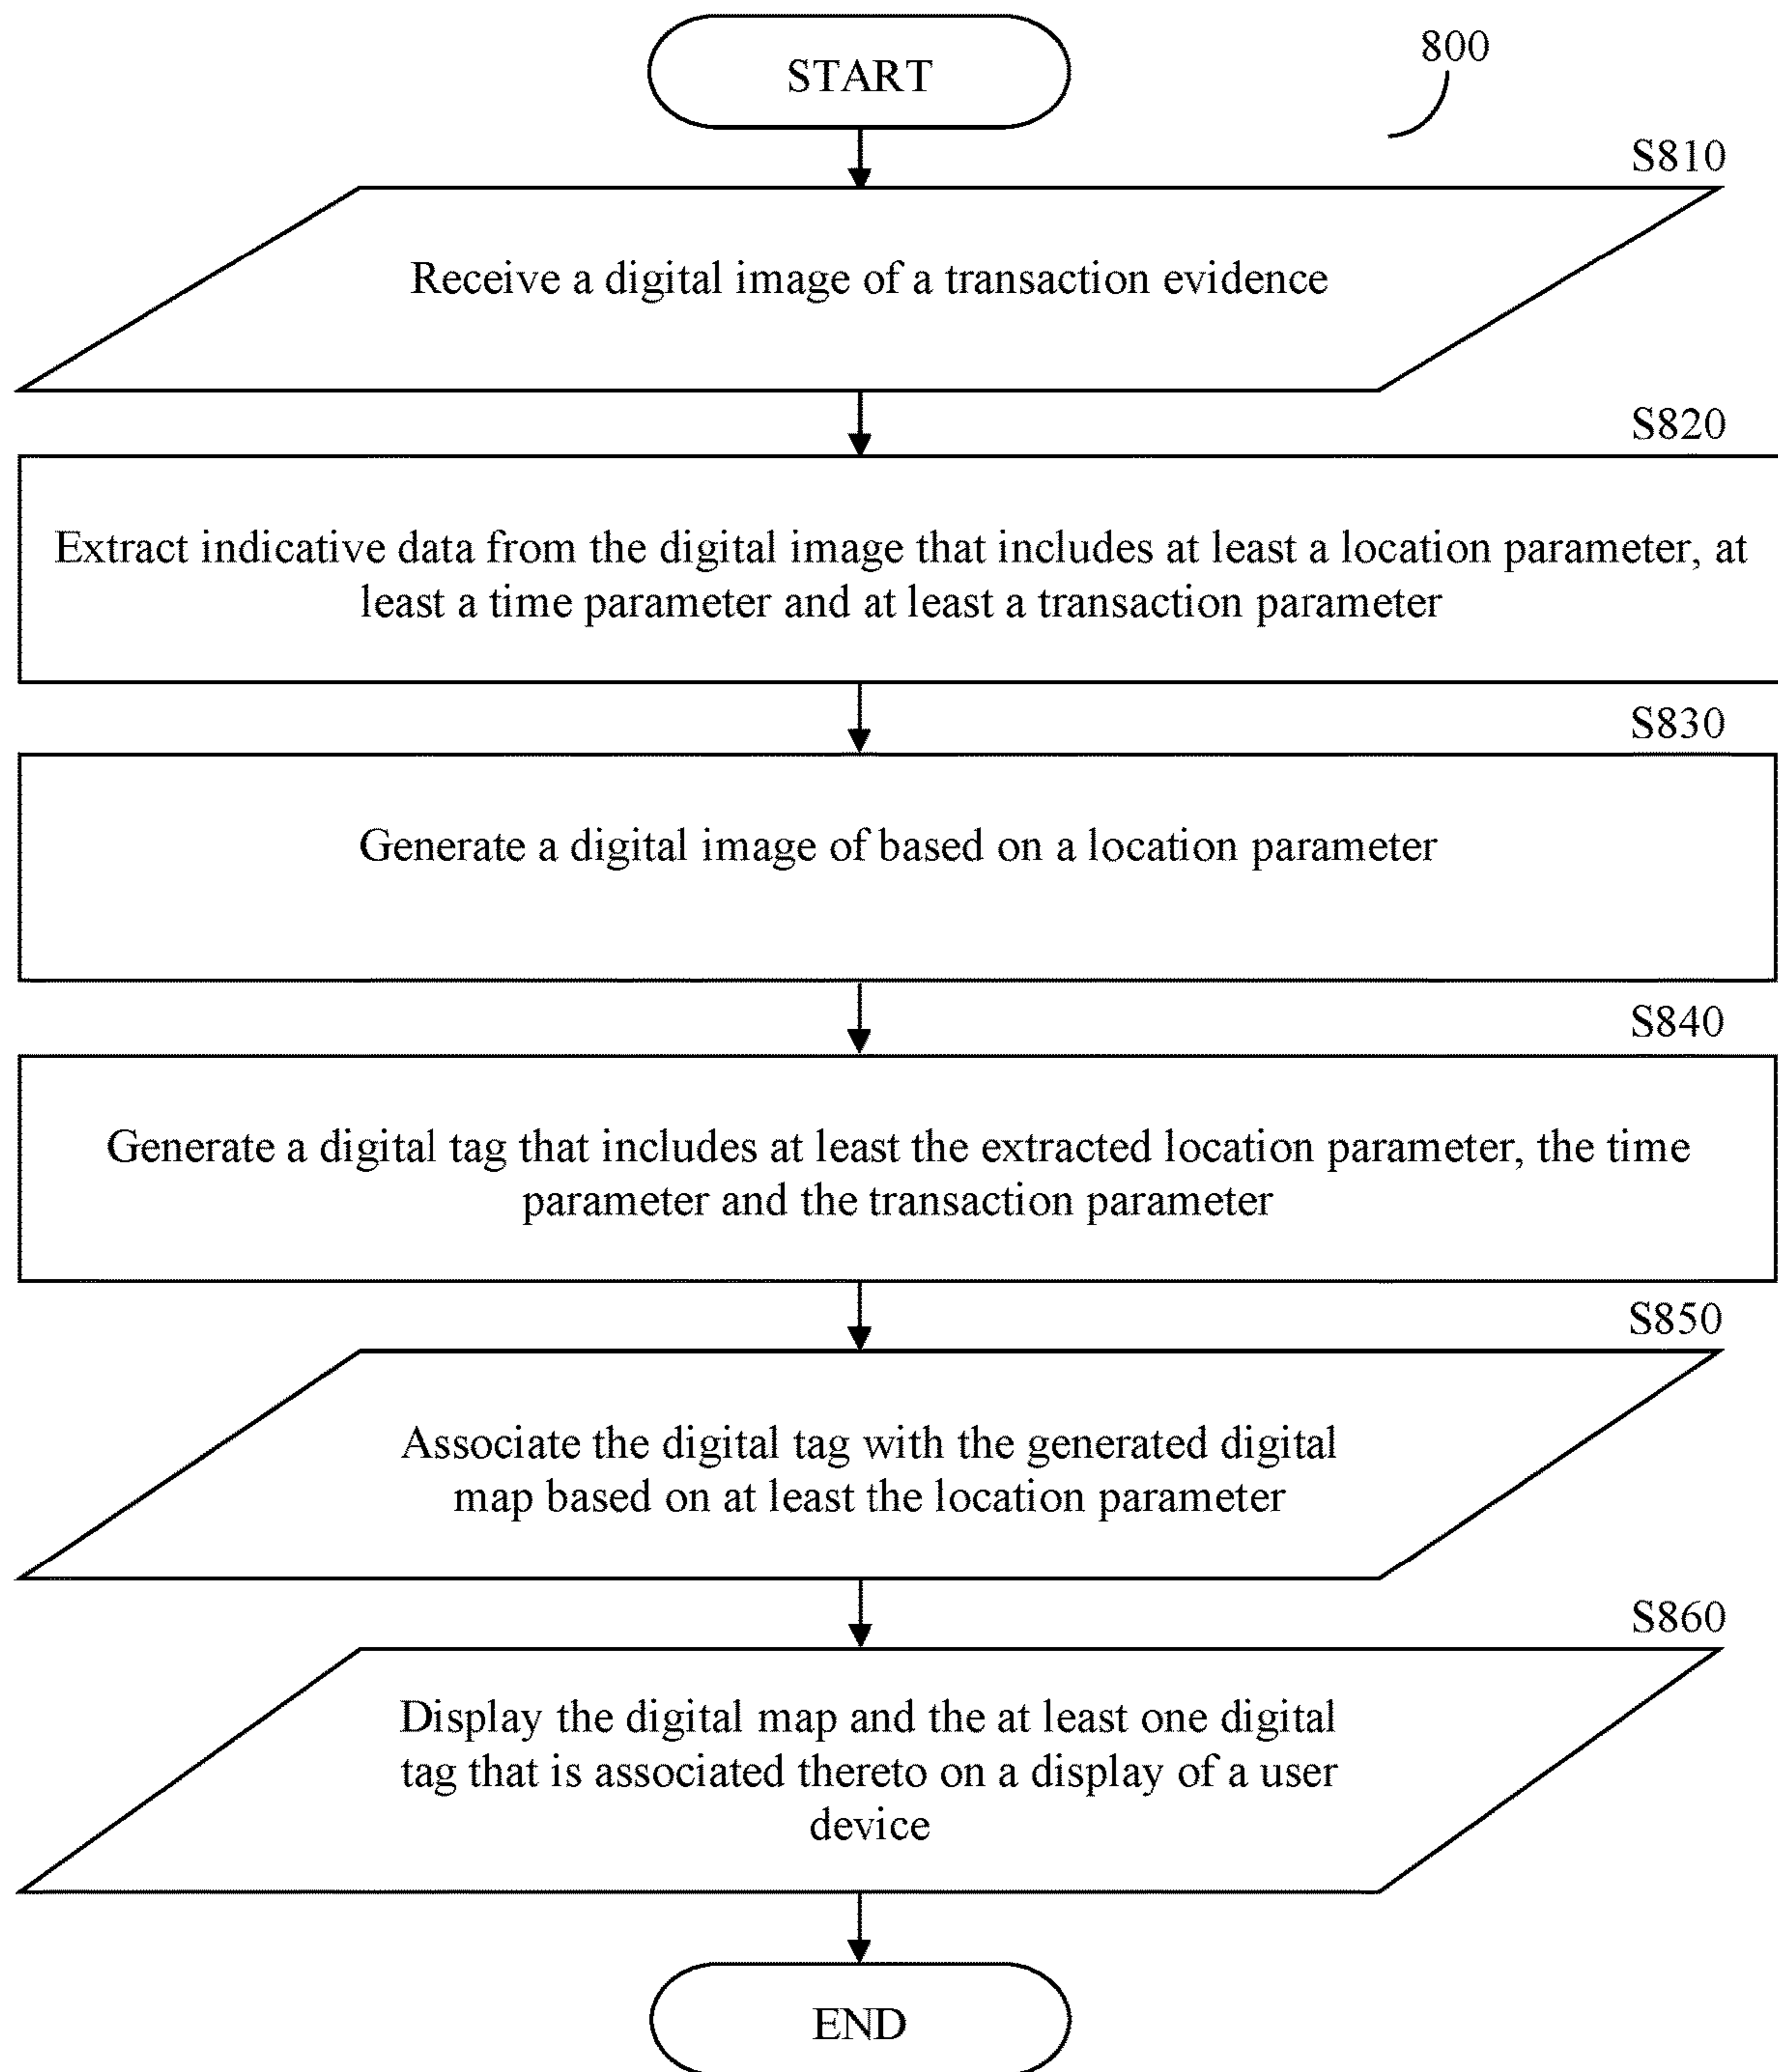 START
800
S810
Receive a digital image of a transaction evidence
S820
Extract indicative data from the digital image that includes at least a location parameter, at
least a time parameter and at least a transaction parameter
S830
Generate a digital image of based on a location parameter
S840
Generate a digital tag that includes at least the extracted location parameter, the time
parameter and the transaction parameter
S850
Associate the digital tag with the generated digital
map based on at least the location parameter
S860
Display the digital map and the at least one digital
tag that is associated thereto on a display of a user
device
END